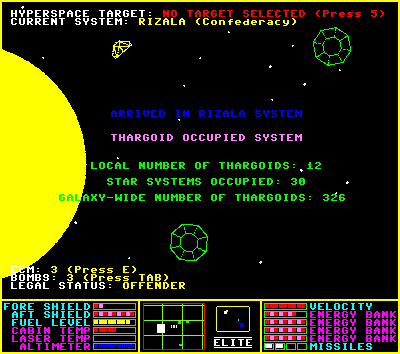 HYPERSPACE TARGET: NO TARGET SELECTED (Press 5)
CURRENT SYSTEM: RIZALA (Confederacy)
ARRIVED IN RIZALA SYSTEM
THARGOID OCCUPIED SYSTEM
LOCAL NUMBER OF THARGOIDS: 12
STAR SYSTEMS OCCUPIED: 30
GALAXY-WIDE NUMBER OF THARGOIDS: 326
ECM: 3 (Press E)
BOMBS: 3 (Press TAB)
LEGAL STATUS: OFFENDER
FORE SHIELD
AFT SHIELD
FUEL LEVEL
CABIN TEMP
LASER TEMP
ALTIMETER
ELITE
VELOCITY
ENERGY BANK
ENERGY BANK
ENERGY BANK
ENERGY BANK
MISSILES